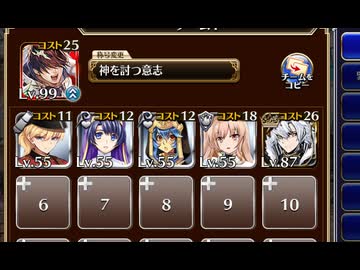 コスト25
Lv.99
称号変更
神を討つ意志
チームを
コピー
コスト11
コスト12
コスト12
コスト18
コスト26
Lv.55
Lv.55
Lv.55
Lv.55
Lv.87
6
7
8
9
10